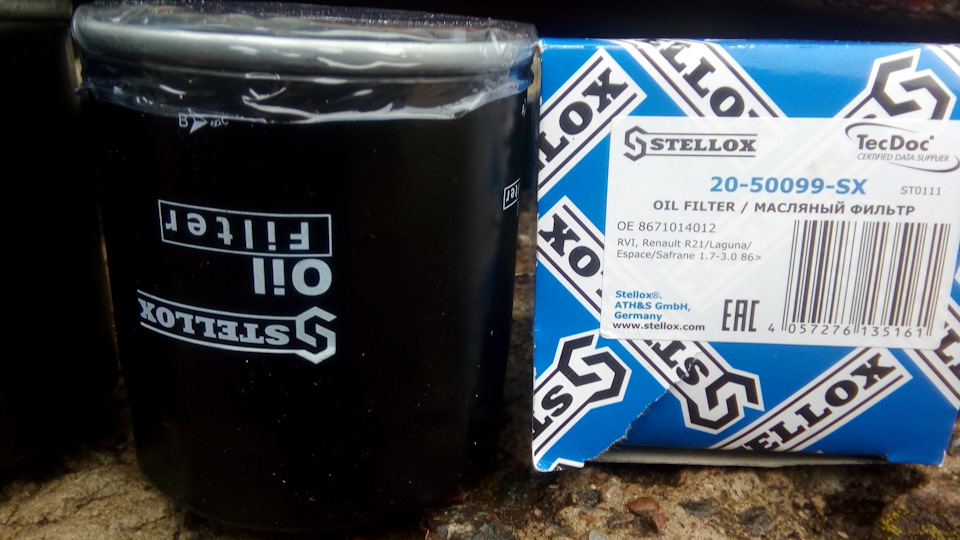 Oil
Filter
STELLOX
STELLOX
TecDoc
CERTIFIED DATA SUPPLIER
20-50099-SX
ST0111
OIL FILTER / МАСЛЯНЫЙ ФИЛЬТР
OE 8671014012
RVI, Renault R21/Laguna/
Espace/Safrane 1.7-3.0 86>
Stellox®.
ATH&S GmbH,
Germany
www.stellox.com
EAC
4 057276 135161
STELLOX